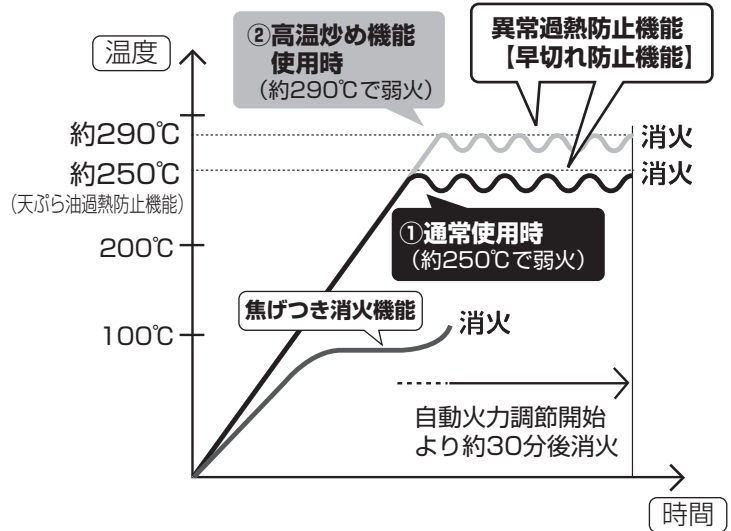 温度
②高温炒め機能
使用時
(約290℃で弱火)
異常過熱防止機能
【早切れ防止機能】
約290℃
消火
約250℃
消火
(天ぷら油過熱防止機能)
①通常使用時
(約250℃で弱火)
200℃
焦げつき消火機能
消火
100℃
自動火力調節開始
より約30分後消火
時間